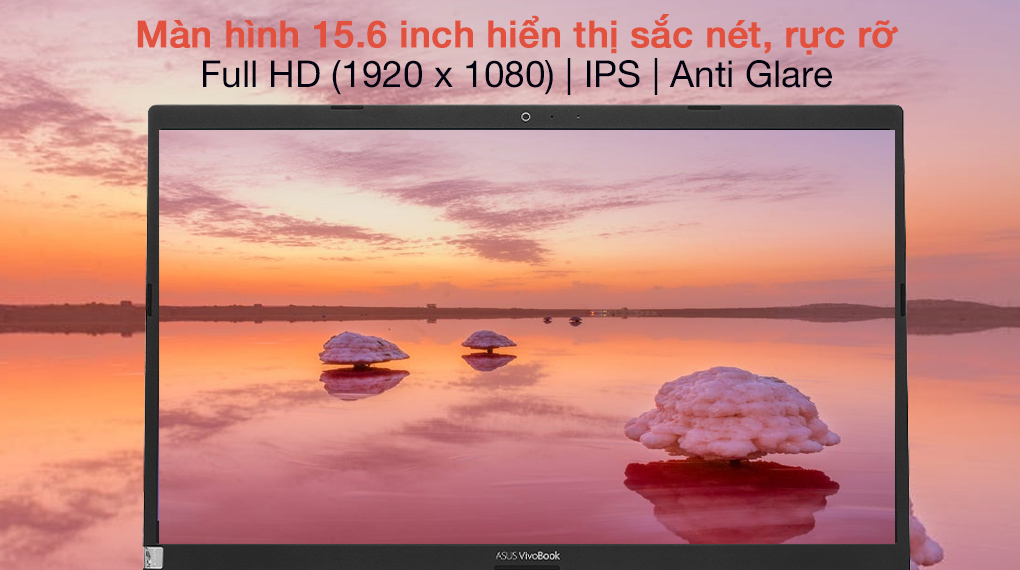 Màn hình 15.6 inch hiển thị sắc nét, rực rỡ
Full HD (1920 x 1080) | IPS | Anti Glare
ASUS VivoBook